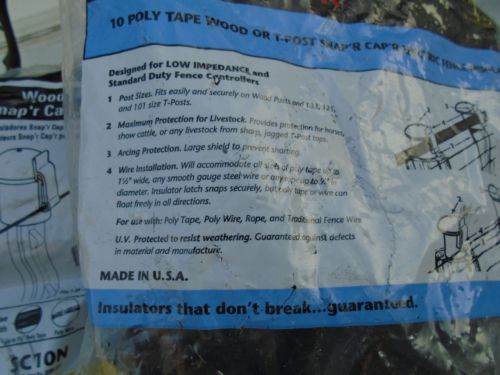 10 POLY TAPE WOOD OR T-POST SNAP'R CAP'R
Designed for LOW IMPEDANCE and
Standard Duty Fence Controllers
1 Post Sizes. Fits easily and securely on Wood Posts and
and 101 size T-Posts.
2 Maximum Protection for Livestock. Provides protection for horses,
show cattle, or any livestock from sharp, jagged T-Post tops.
3 Arcing Protection. Large shield to prevent shorting.
4 Wire Installation. Will accommodate all sizes of poly tape up to
1½" wide, any smooth gauge steel wire or any rope up to
diameter. Insulator latch snaps securely, but poly tape or wire can
float freely in all directions.
For use with: Poly Tape, Poly Wire, Rope, and Traditional Fence Wire
U.V. Protected to resist weathering. Guaranteed against defects
in material and manufacture.
MADE IN U.S.A.
Insulators that don't break...guaranteed.
Wood
nap'r Cap'r
SC10N